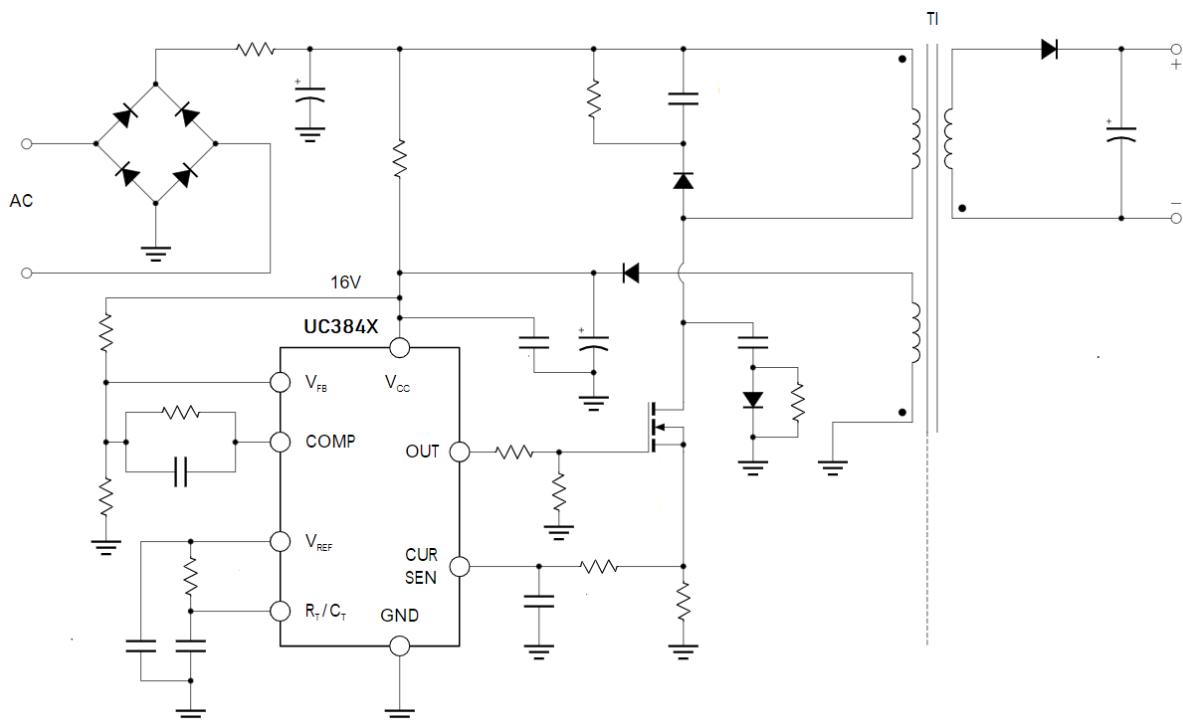 TI
+
AC
+
+
−
16V
+
UC384X
VFB
VCC
COMP
OUT
VREF
CUR
SEN
RT/CT
GND